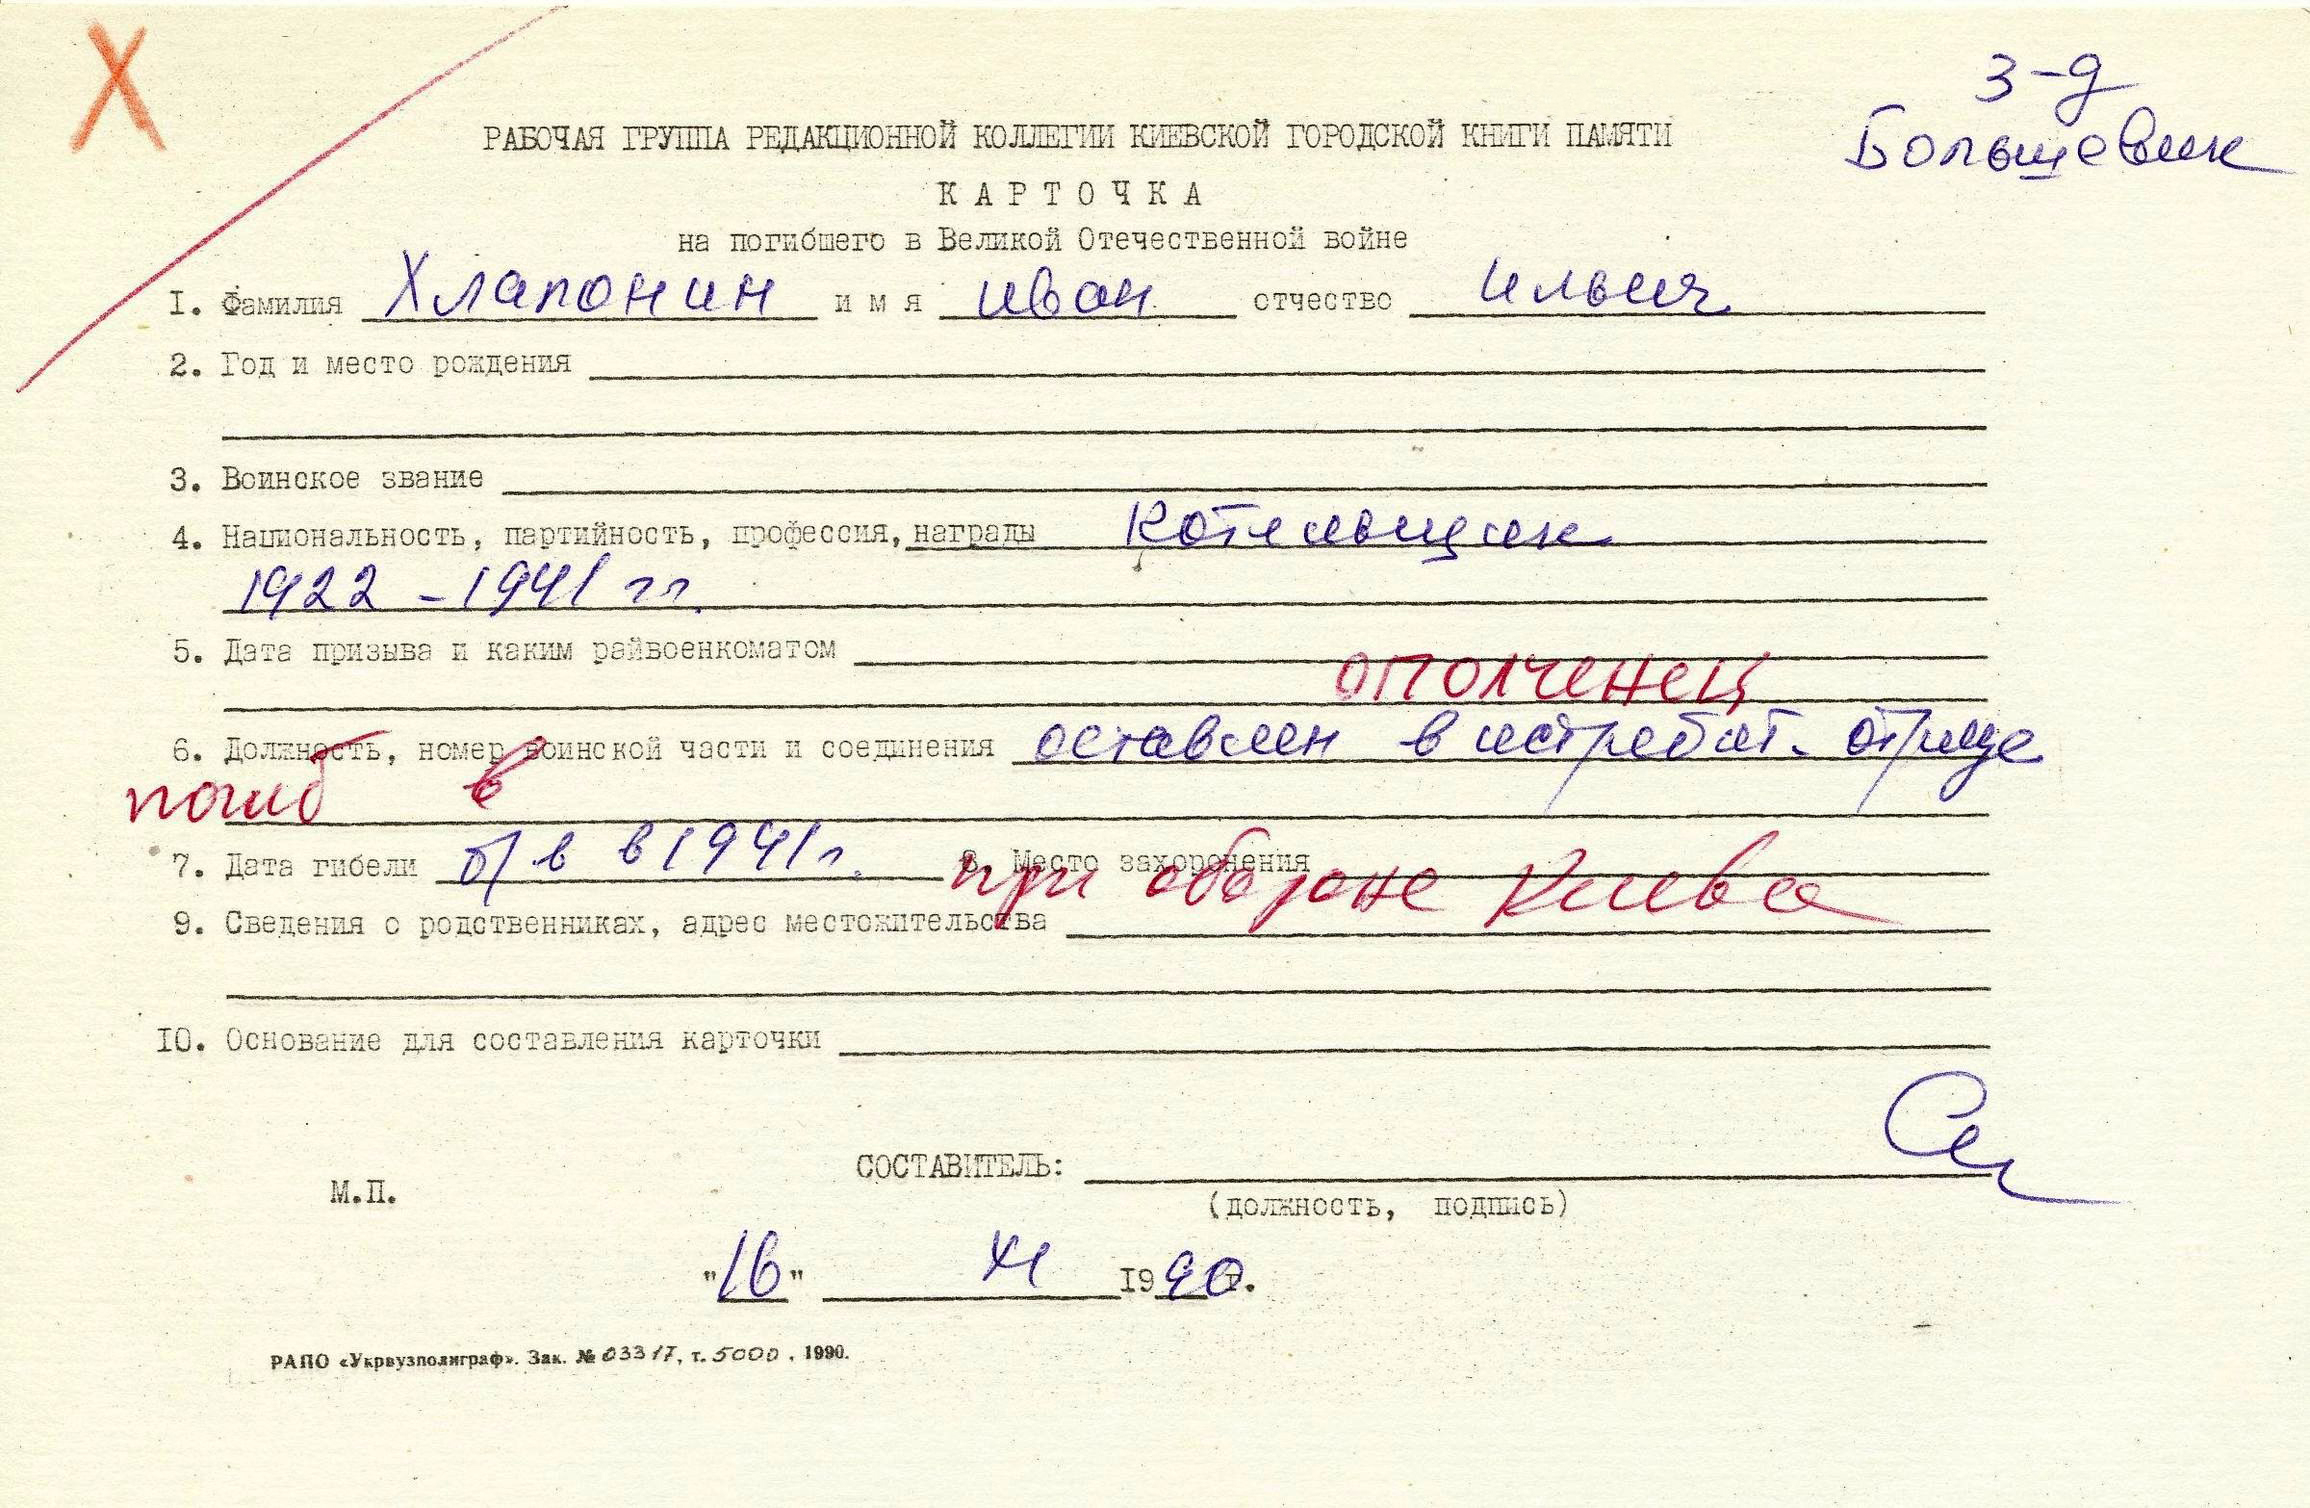 Х
з-д
Большевик
РАБОЧАЯ ГРУППА РЕДАКЦИОННОЙ КОЛЛЕГИИ КИЕВСКОЙ ГОРОДСКОЙ КНИГИ ПАМЯТИ
КАРТОЧКА
на погибшего в Великой Отечественной войне
I. Фамилия Хлапонин имя Иван отчество Ильич
2. Год и место рождения
3. Воинское звание
4. Национальность, партийность, профессия, награды Котельщик
1922 - 1941 гг.
5. Дата призыва и каким райвоенкоматом
ополченец
6. Должность, номер воинской части и соединения оставлен в истребит. отряде
погиб в
7. Дата гибели б/в в 1941 г. 8. Место захоронения
при обороне Киева
9. Сведения о родственниках, адрес местожительства
10. Основание для составления карточки
СОСТАВИТЕЛЬ:
М.П.
(должность, подпись)
"16" XI 1990 г.
РАПО «Укрвузполиграф». Зак. № 03317, т. 5000 . 1990.